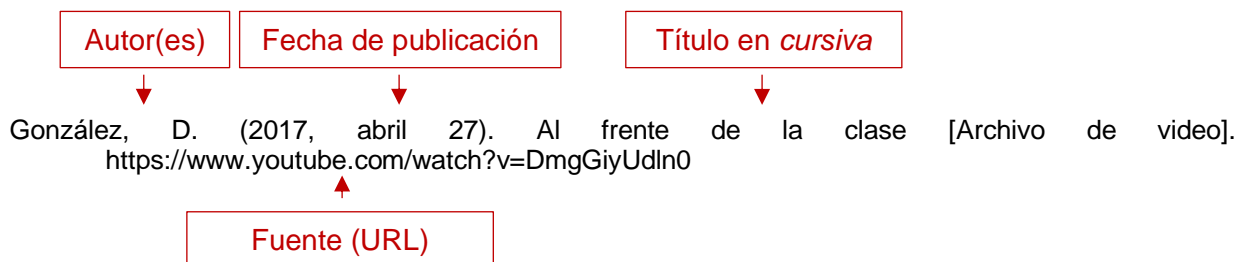 Autor(es) Fecha de publicación Título en cursiva
González, D. (2017, abril 27). Al frente de la clase [Archivo de video].
https://www.youtube.com/watch?v=DmgGiyUdln0
Fuente (URL)